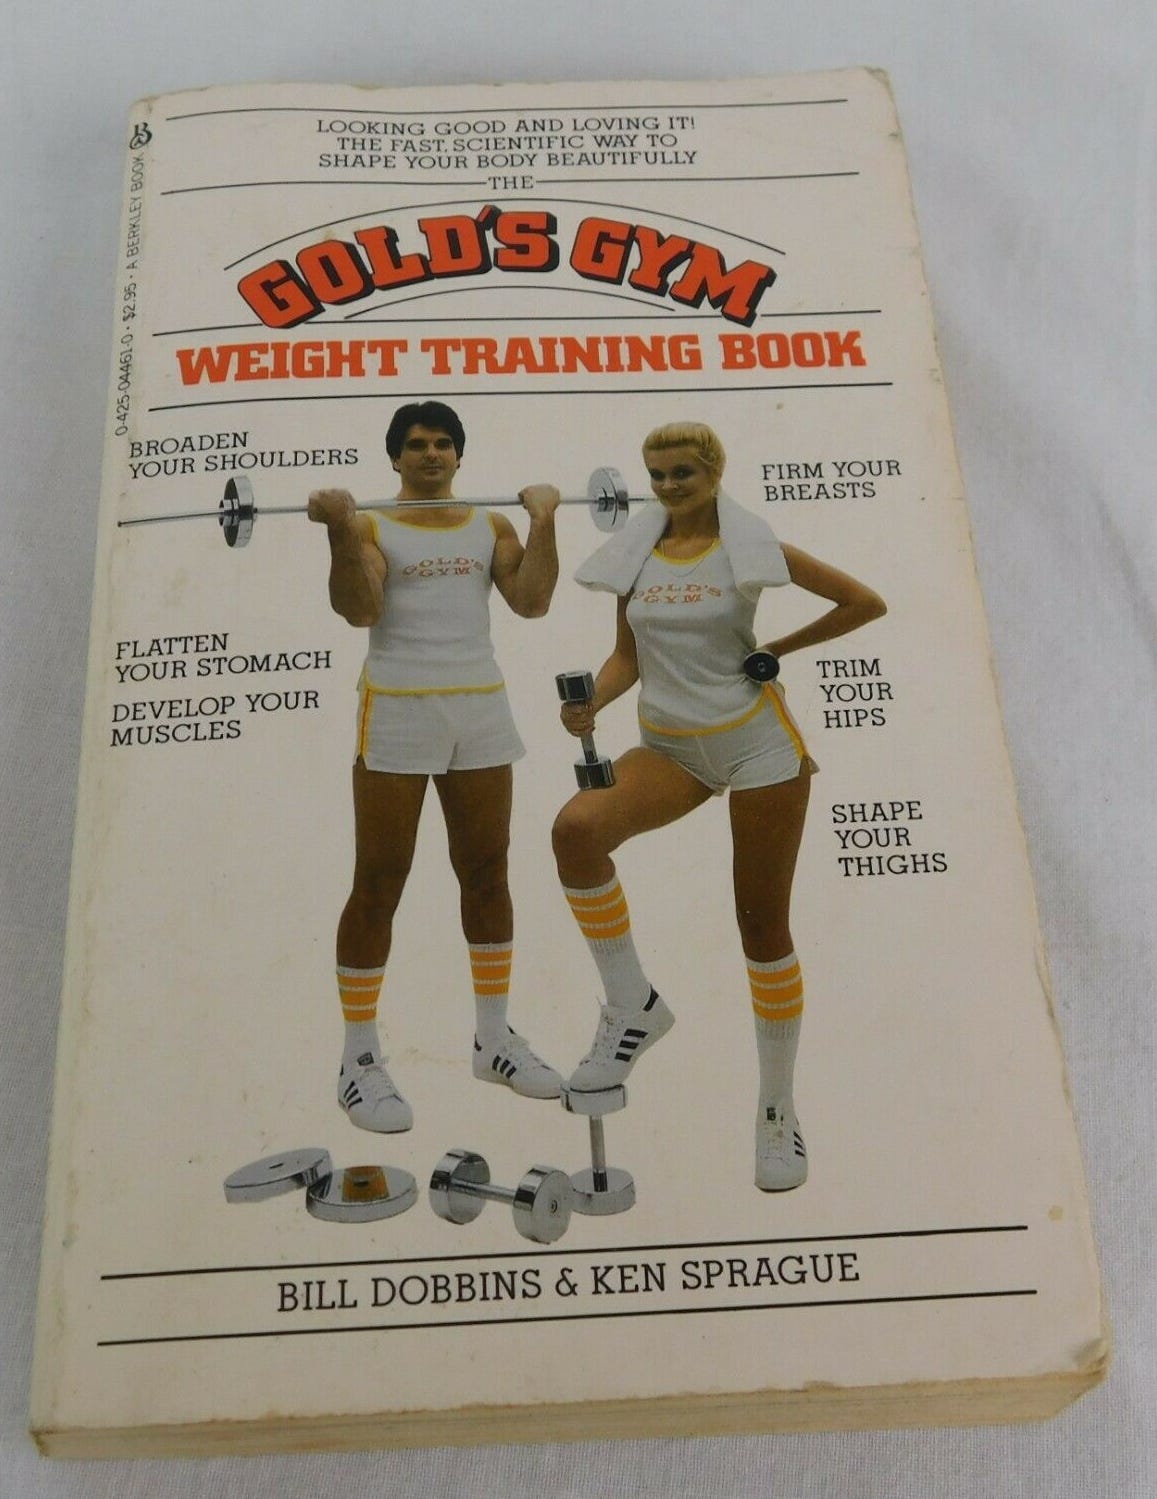 LOOKING GOOD AND LOVING IT!
THE FAST, SCIENTIFIC WAY TO
SHAPE YOUR BODY BEAUTIFULLY
THE
GOLD'S GYM
WEIGHT TRAINING BOOK
BROADEN
YOUR SHOULDERS
FIRM YOUR
BREASTS
GOLD'S
GYM
GOLD'S
GYM
FLATTEN
YOUR STOMACH
DEVELOP YOUR
MUSCLES
TRIM
YOUR
HIPS
SHAPE
YOUR
THIGHS
BILL DOBBINS & KEN SPRAGUE
0-425-04461-0 · $2.95 · A BERKLEY BOOK
B